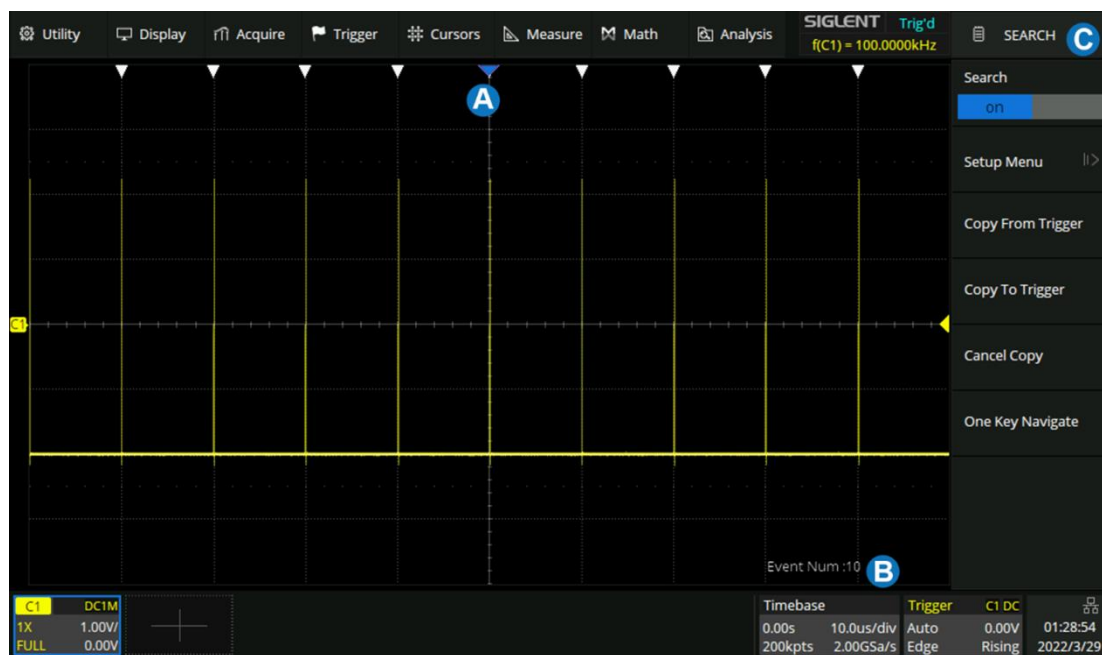 Utility Display Acquire Trigger Cursors Measure Math Analysis
SIGLENT Trig'd
f(C1) = 100.0000kHz
SEARCH C
Search
on
A
Setup Menu
Copy From Trigger
Copy To Trigger
C1
Cancel Copy
One Key Navigate
Event Num :10 B
C1 DC1M
1X 1.00V/
FULL 0.00V
Timebase
0.00s 10.0us/div
200kpts 2.00GSa/s
Trigger C1 DC
Auto 0.00V
Edge Rising
01:28:54
2022/3/29